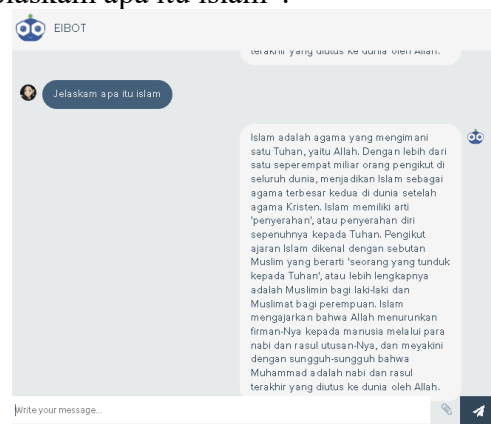 elaskam apa itu Islam".
EIBOT
terakhir yang diutus ke dunia oleh Allah.
Jelaskam apa itu islam
Islam adalah agama yang mengimani
satu Tuhan, yaitu Allah. Dengan lebih dari
satu seperempat miliar orang pengikut di
seluruh dunia, menjadikan Islam sebagai
agama terbesar kedua di dunia setelah
agama Kristen. Islam memiliki arti
'penyerahan', atau penyerahan diri
sepenuhnya kepada Tuhan. Pengikut
ajaran Islam dikenal dengan sebutan
Muslim yang berarti 'seorang yang tunduk
kepada Tuhan', atau lebih lengkapnya
adalah Muslimin bagi laki-laki dan
Muslimat bagi perempuan. Islam
mengajarkan bahwa Allah menurunkan
firman-Nya kepada manusia melalui para
nabi dan rasul utusan-Nya, dan meyakini
dengan sungguh-sungguh bahwa
Muhammad adalah nabi dan rasul
terakhir yang diutus ke dunia oleh Allah.
Write your message...